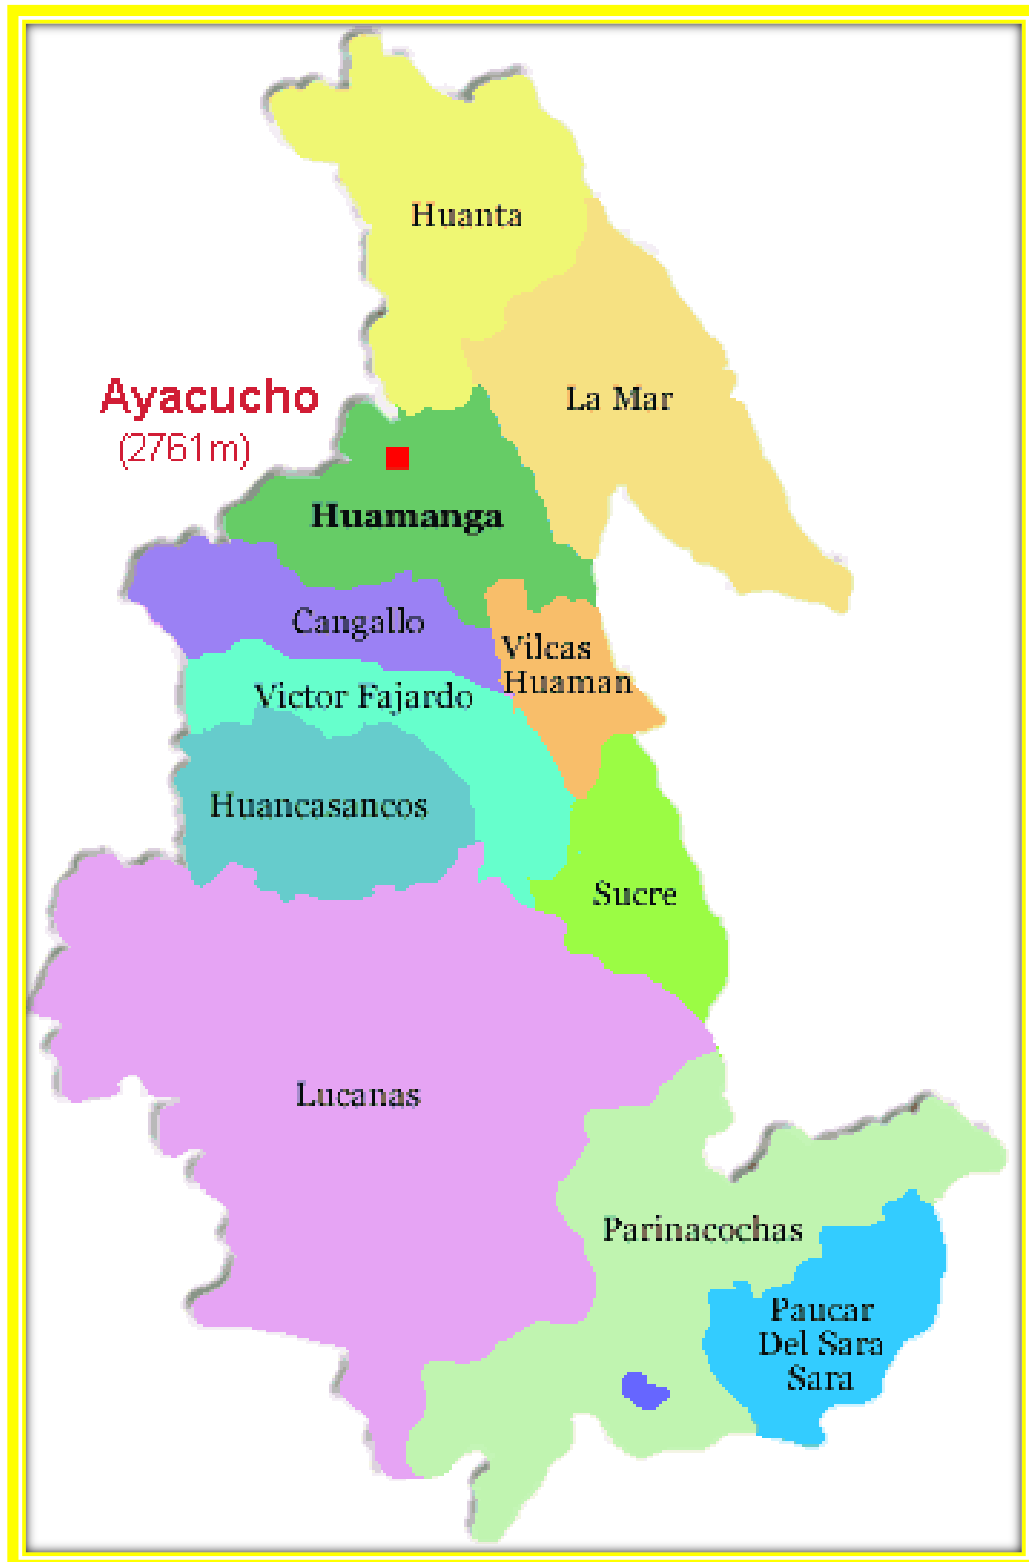 Huanta
Ayacucho
(2761m)
La Mar
Huamanga
Cangallo
Vilcas
Huaman
Victor Fajardo
Huancasancos
Sucre
Lucanas
Parinacochas
Paucar
Del Sara
Sara